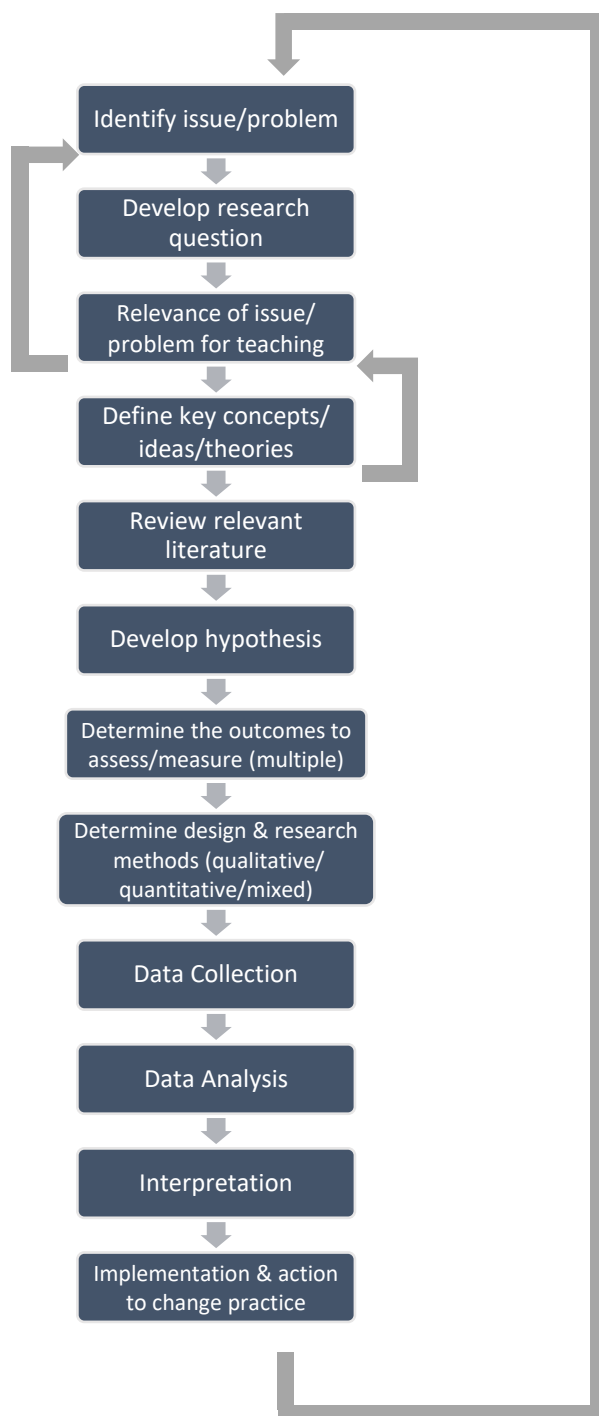 Identify issue/problem
Develop research
question
Relevance of issue/
problem for teaching
Define key concepts/
ideas/theories
Review relevant
literature
Develop hypothesis
Determine the outcomes to
assess/measure (multiple)
Determine design & research
methods (qualitative/
quantitative/mixed)
Data Collection
Data Analysis
Interpretation
Implementation & action
to change practice